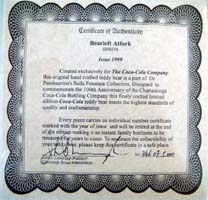 Certificate of Authenticity
Bearleft Atfork
Issue 1999
Created exclusively for The Coca-Cola Company
this original hand crafted teddy bear is a part of Dr
Pemberton's Soda Fountain Collection. Designed to
commemorate the 100th Anniversary of the Chattanooga
Coca-Cola Bottling Company this finely crafted limited
edition Coca-Cola teddy bear meets the highest standards of
quality and craftsmanship.
Every piece carries an individual number certificate
marked with the year of issue and will be retired at the end
of the edition making it an instant family heirloom to be
treasured for years to come. To maintain the collectibility of
your teddy bear, please keep this certificate in a safe place